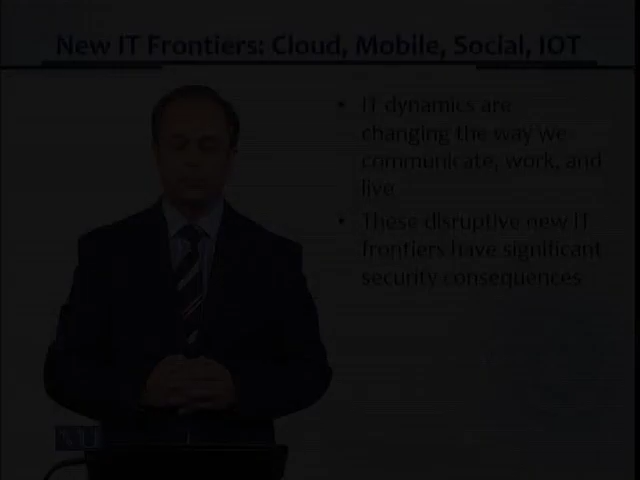 New IT Frontiers: Cloud, Mobile, Social, IOT
• IT dynamics are
changing the way we
communicate, work, and
live
• These disruptive new IT
frontiers have significant
security consequences
VU